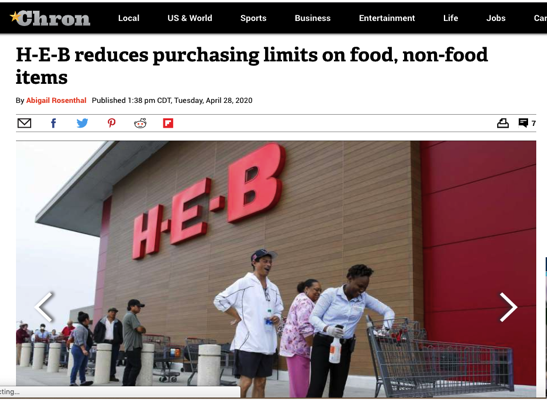 Chron
Local US & World Sports Business Entertainment Life Jobs
H-E-B reduces purchasing limits on food, non-food
items
By Abigail Rosenthal Published 1:38 pm CDT, Tuesday, April 28, 2020
7
H-E-B
cting...